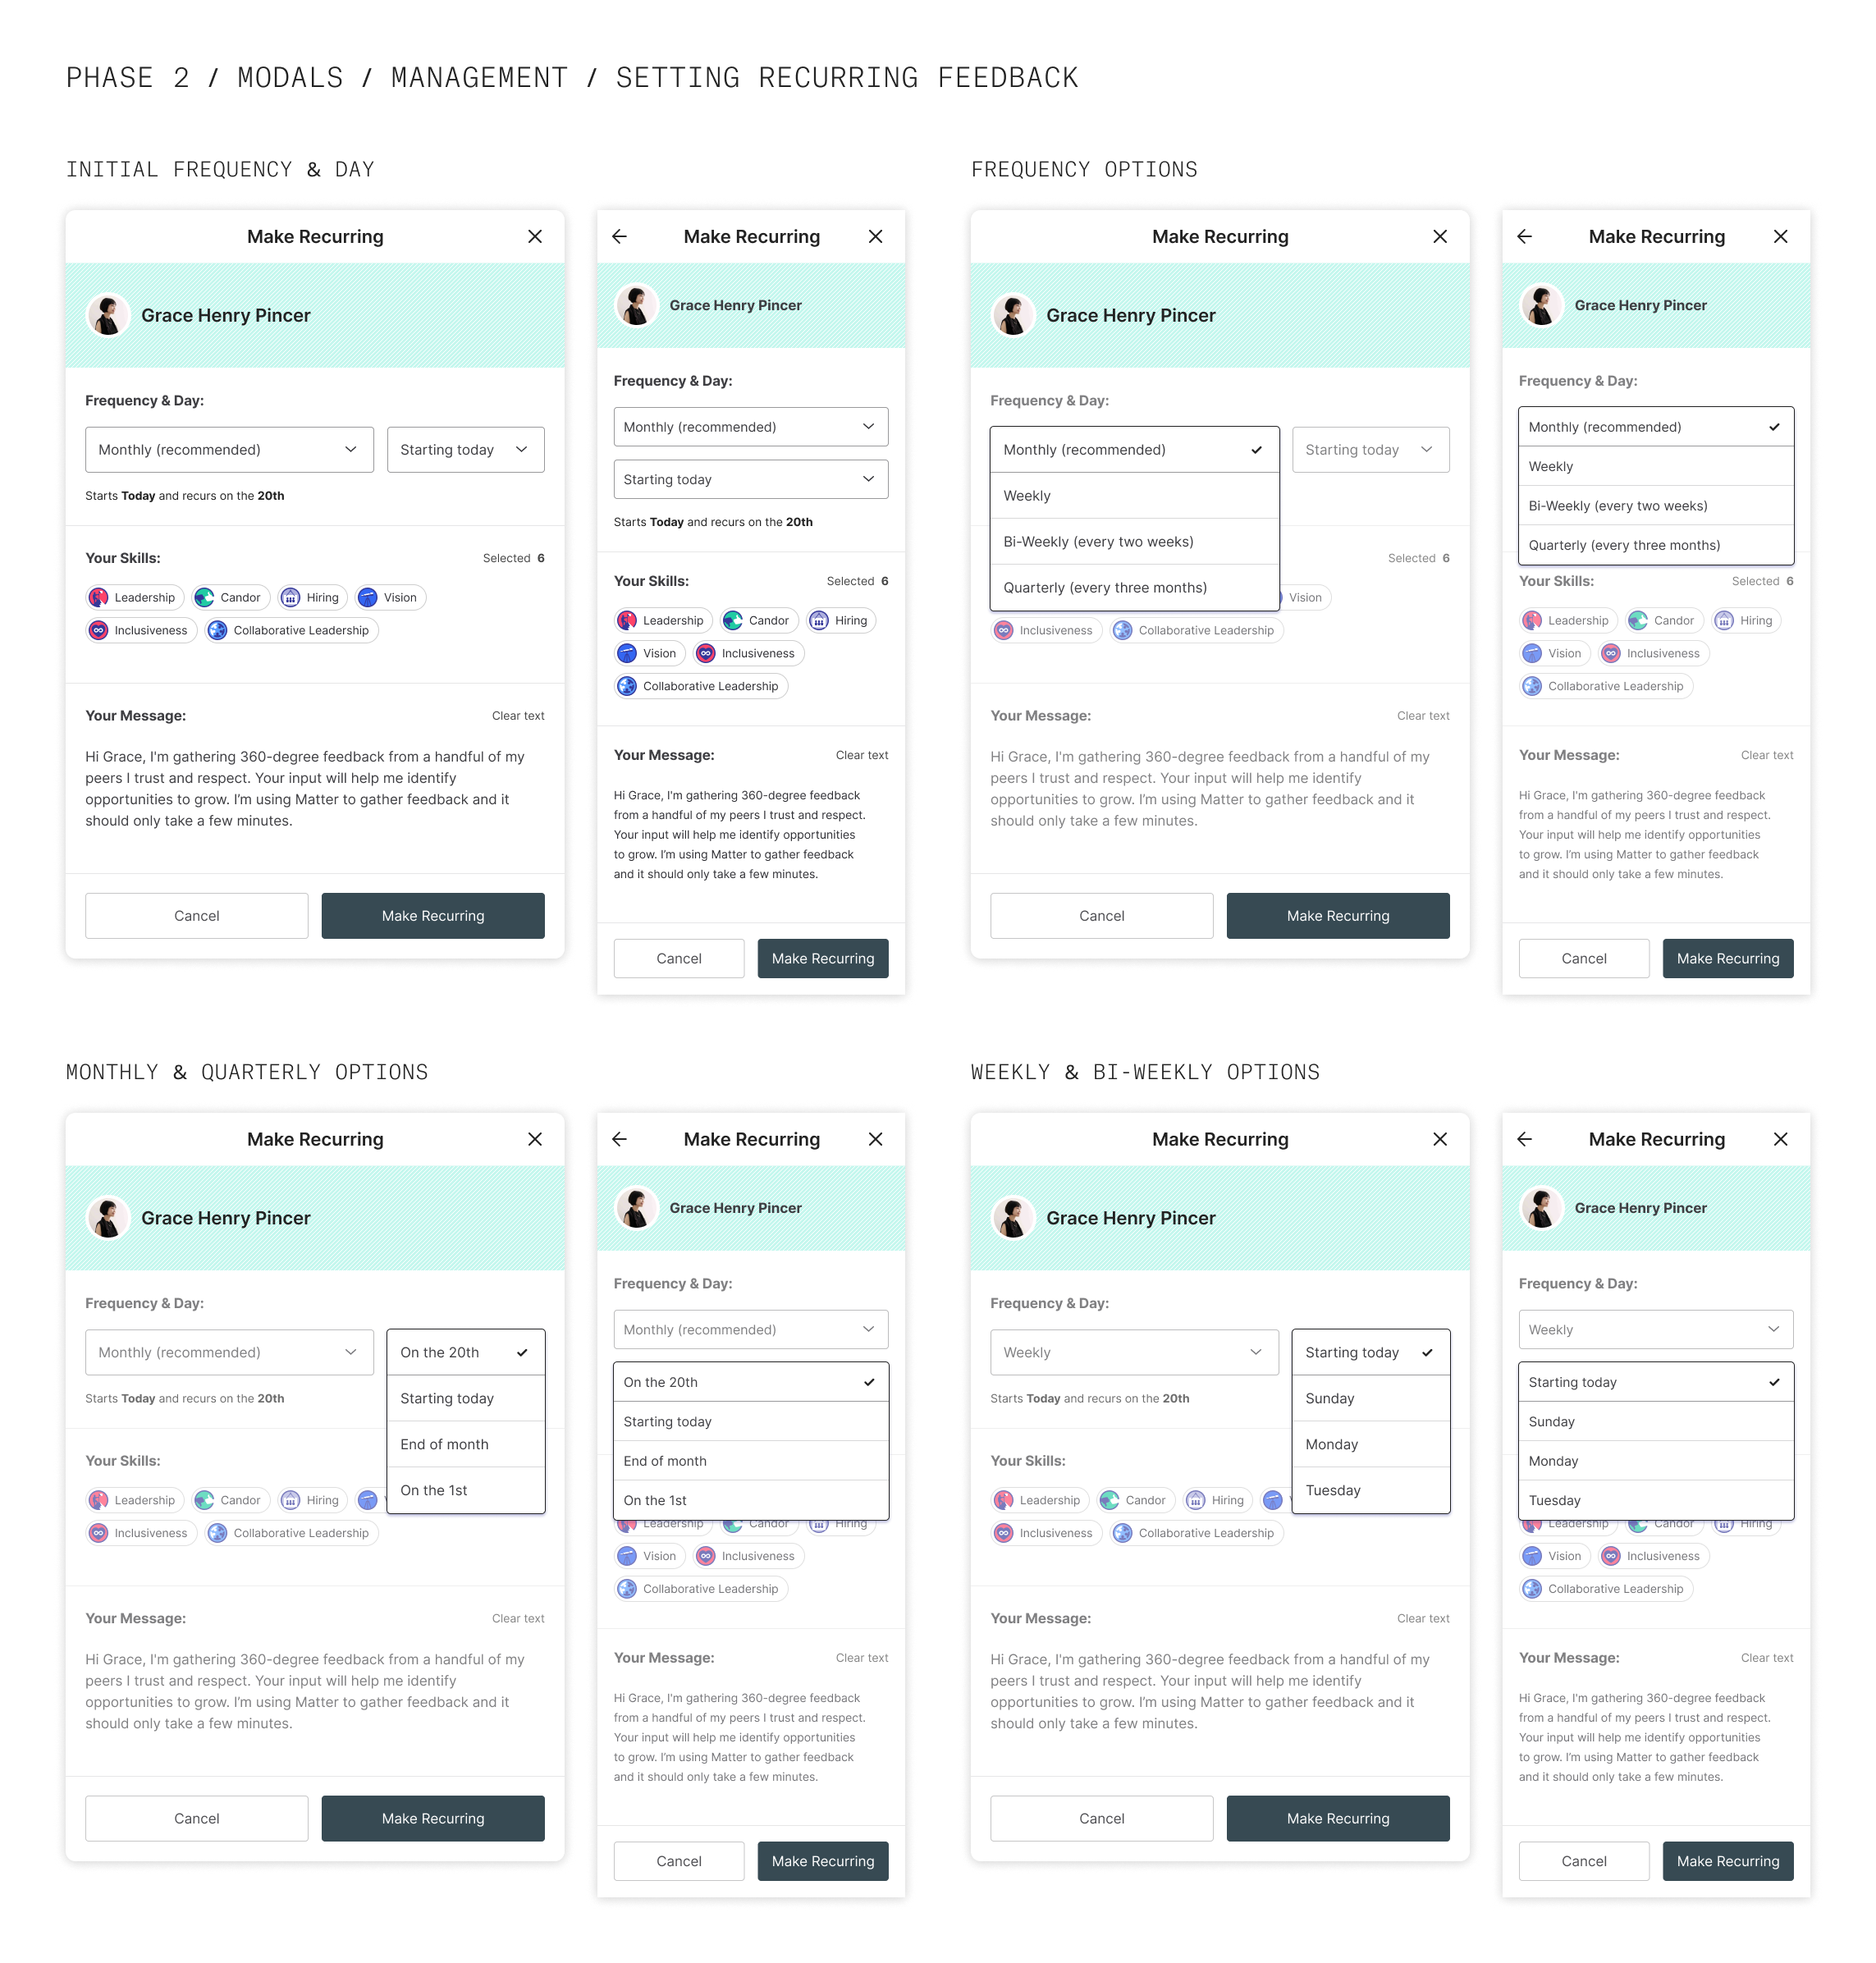 PHASE 2 / MODALS / MANAGEMENT / SETTING RECURRING FEEDBACK
INITIAL FREQUENCY & DAY
Make Recurring
Grace Henry Pincer
Frequency & Day:
Monthly (recommended)
Starting today
Starts Today and recurs on the 20th
Your Skills:
Selected 6
Leadership
Candor
Hiring
Vision
Inclusiveness
Collaborative Leadership
Your Message:
Clear text
Hi Grace, I'm gathering 360-degree feedback from a handful of my
peers I trust and respect. Your input will help me identify
opportunities to grow. I'm using Matter to gather feedback and it
should only take a few minutes.
Cancel
Make Recurring
Make Recurring
Grace Henry Pincer
Frequency & Day:
Monthly (recommended)
Starting today
Starts Today and recurs on the 20th
Your Skills:
Selected 6
Leadership
Candor
Hiring
Vision
Inclusiveness
Collaborative Leadership
Your Message:
Clear text
Hi Grace, I'm gathering 360-degree feedback
from a handful of my peers I trust and respect.
Your input will help me identify opportunities
to grow. I'm using Matter to gather feedback
and it should only take a few minutes.
Cancel
Make Recurring
FREQUENCY OPTIONS
Make Recurring
Grace Henry Pincer
Frequency & Day:
Monthly (recommended)
Starting today
Weekly
Bi-Weekly (every two weeks)
Quarterly (every three months)
Selected 6
Vision
Inclusiveness
Collaborative Leadership
Your Message:
Clear text
Hi Grace, I'm gathering 360-degree feedback from a handful of my
peers I trust and respect. Your input will help me identify
opportunities to grow. I'm using Matter to gather feedback and it
should only take a few minutes.
Cancel
Make Recurring
Make Recurring
Grace Henry Pincer
Frequency & Day:
Monthly (recommended)
Weekly
Bi-Weekly (every two weeks)
Quarterly (every three months)
Your Skills:
Selected 6
Leadership
Candor
Hiring
Vision
Inclusiveness
Collaborative Leadership
Your Message:
Clear text
Hi Grace, I'm gathering 360-degree feedback
from a handful of my peers I trust and respect.
Your input will help me identify opportunities
to grow. I'm using Matter to gather feedback
and it should only take a few minutes.
Cancel
Make Recurring
MONTHLY & QUARTERLY OPTIONS
Make Recurring
Grace Henry Pincer
Frequency & Day:
Monthly (recommended)
On the 20th
Starting today
End of month
On the 1st
Starts Today and recurs on the 20th
Your Skills:
Leadership
Candor
Hiring
Inclusiveness
Collaborative Leadership
Your Message:
Clear text
Hi Grace, I'm gathering 360-degree feedback from a handful of my
peers I trust and respect. Your input will help me identify
opportunities to grow. I'm using Matter to gather feedback and it
should only take a few minutes.
Cancel
Make Recurring
Make Recurring
Grace Henry Pincer
Frequency & Day:
Monthly (recommended)
On the 20th
Starting today
End of month
On the 1st
Leadership
Candor
Hiring
Vision
Inclusiveness
Collaborative Leadership
Your Message:
Clear text
Hi Grace, I'm gathering 360-degree feedback
from a handful of my peers I trust and respect.
Your input will help me identify opportunities
to grow. I'm using Matter to gather feedback
and it should only take a few minutes.
Cancel
Make Recurring
WEEKLY & BI-WEEKLY OPTIONS
Make Recurring
Grace Henry Pincer
Frequency & Day:
Weekly
Starting today
Sunday
Monday
Tuesday
Starts Today and recurs on the 20th
Your Skills:
Leadership
Candor
Hiring
Inclusiveness
Collaborative Leadership
Your Message:
Clear text
Hi Grace, I'm gathering 360-degree feedback from a handful of my
peers I trust and respect. Your input will help me identify
opportunities to grow. I'm using Matter to gather feedback and it
should only take a few minutes.
Cancel
Make Recurring
Make Recurring
Grace Henry Pincer
Frequency & Day:
Weekly
Starting today
Sunday
Monday
Tuesday
Leadership
Candor
Hiring
Vision
Inclusiveness
Collaborative Leadership
Your Message:
Clear text
Hi Grace, I'm gathering 360-degree feedback
from a handful of my peers I trust and respect.
Your input will help me identify opportunities
to grow. I'm using Matter to gather feedback
and it should only take a few minutes.
Cancel
Make Recurring